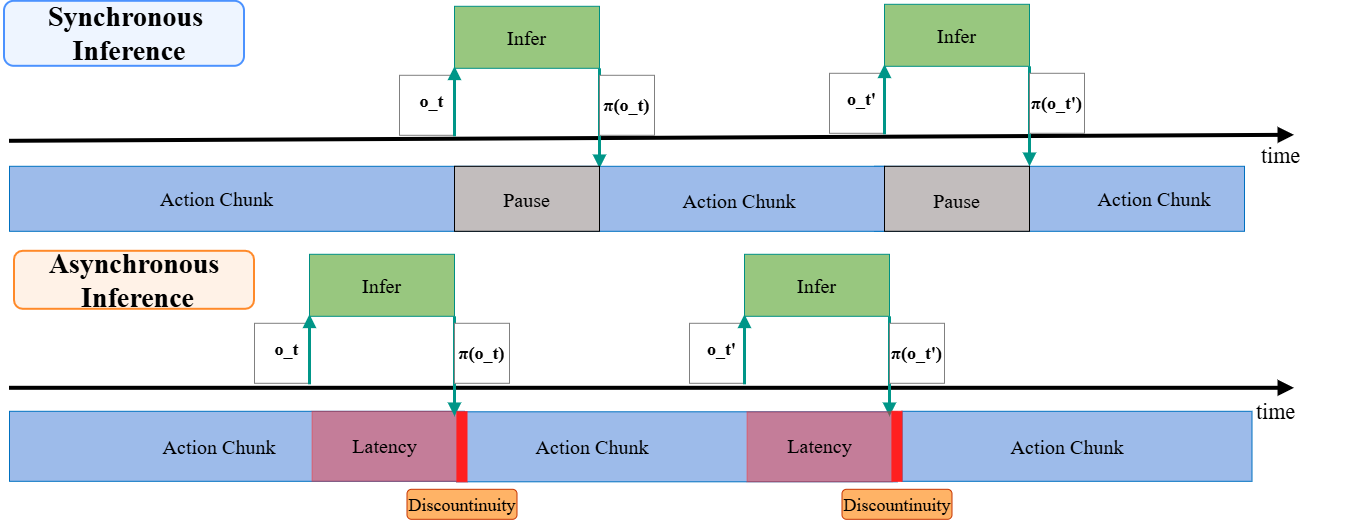 Synchronous
Inference
Infer
Infer
o_t
π(o_t)
o_t'
π(o_t')
time
Action Chunk
Pause
Action Chunk
Pause
Action Chunk
Asynchronous
Inference
Infer
Infer
o_t
π(o_t)
o_t'
π(o_t')
time
Action Chunk
Latency
Action Chunk
Latency
Action Chunk
Discountinuity
Discountinuity